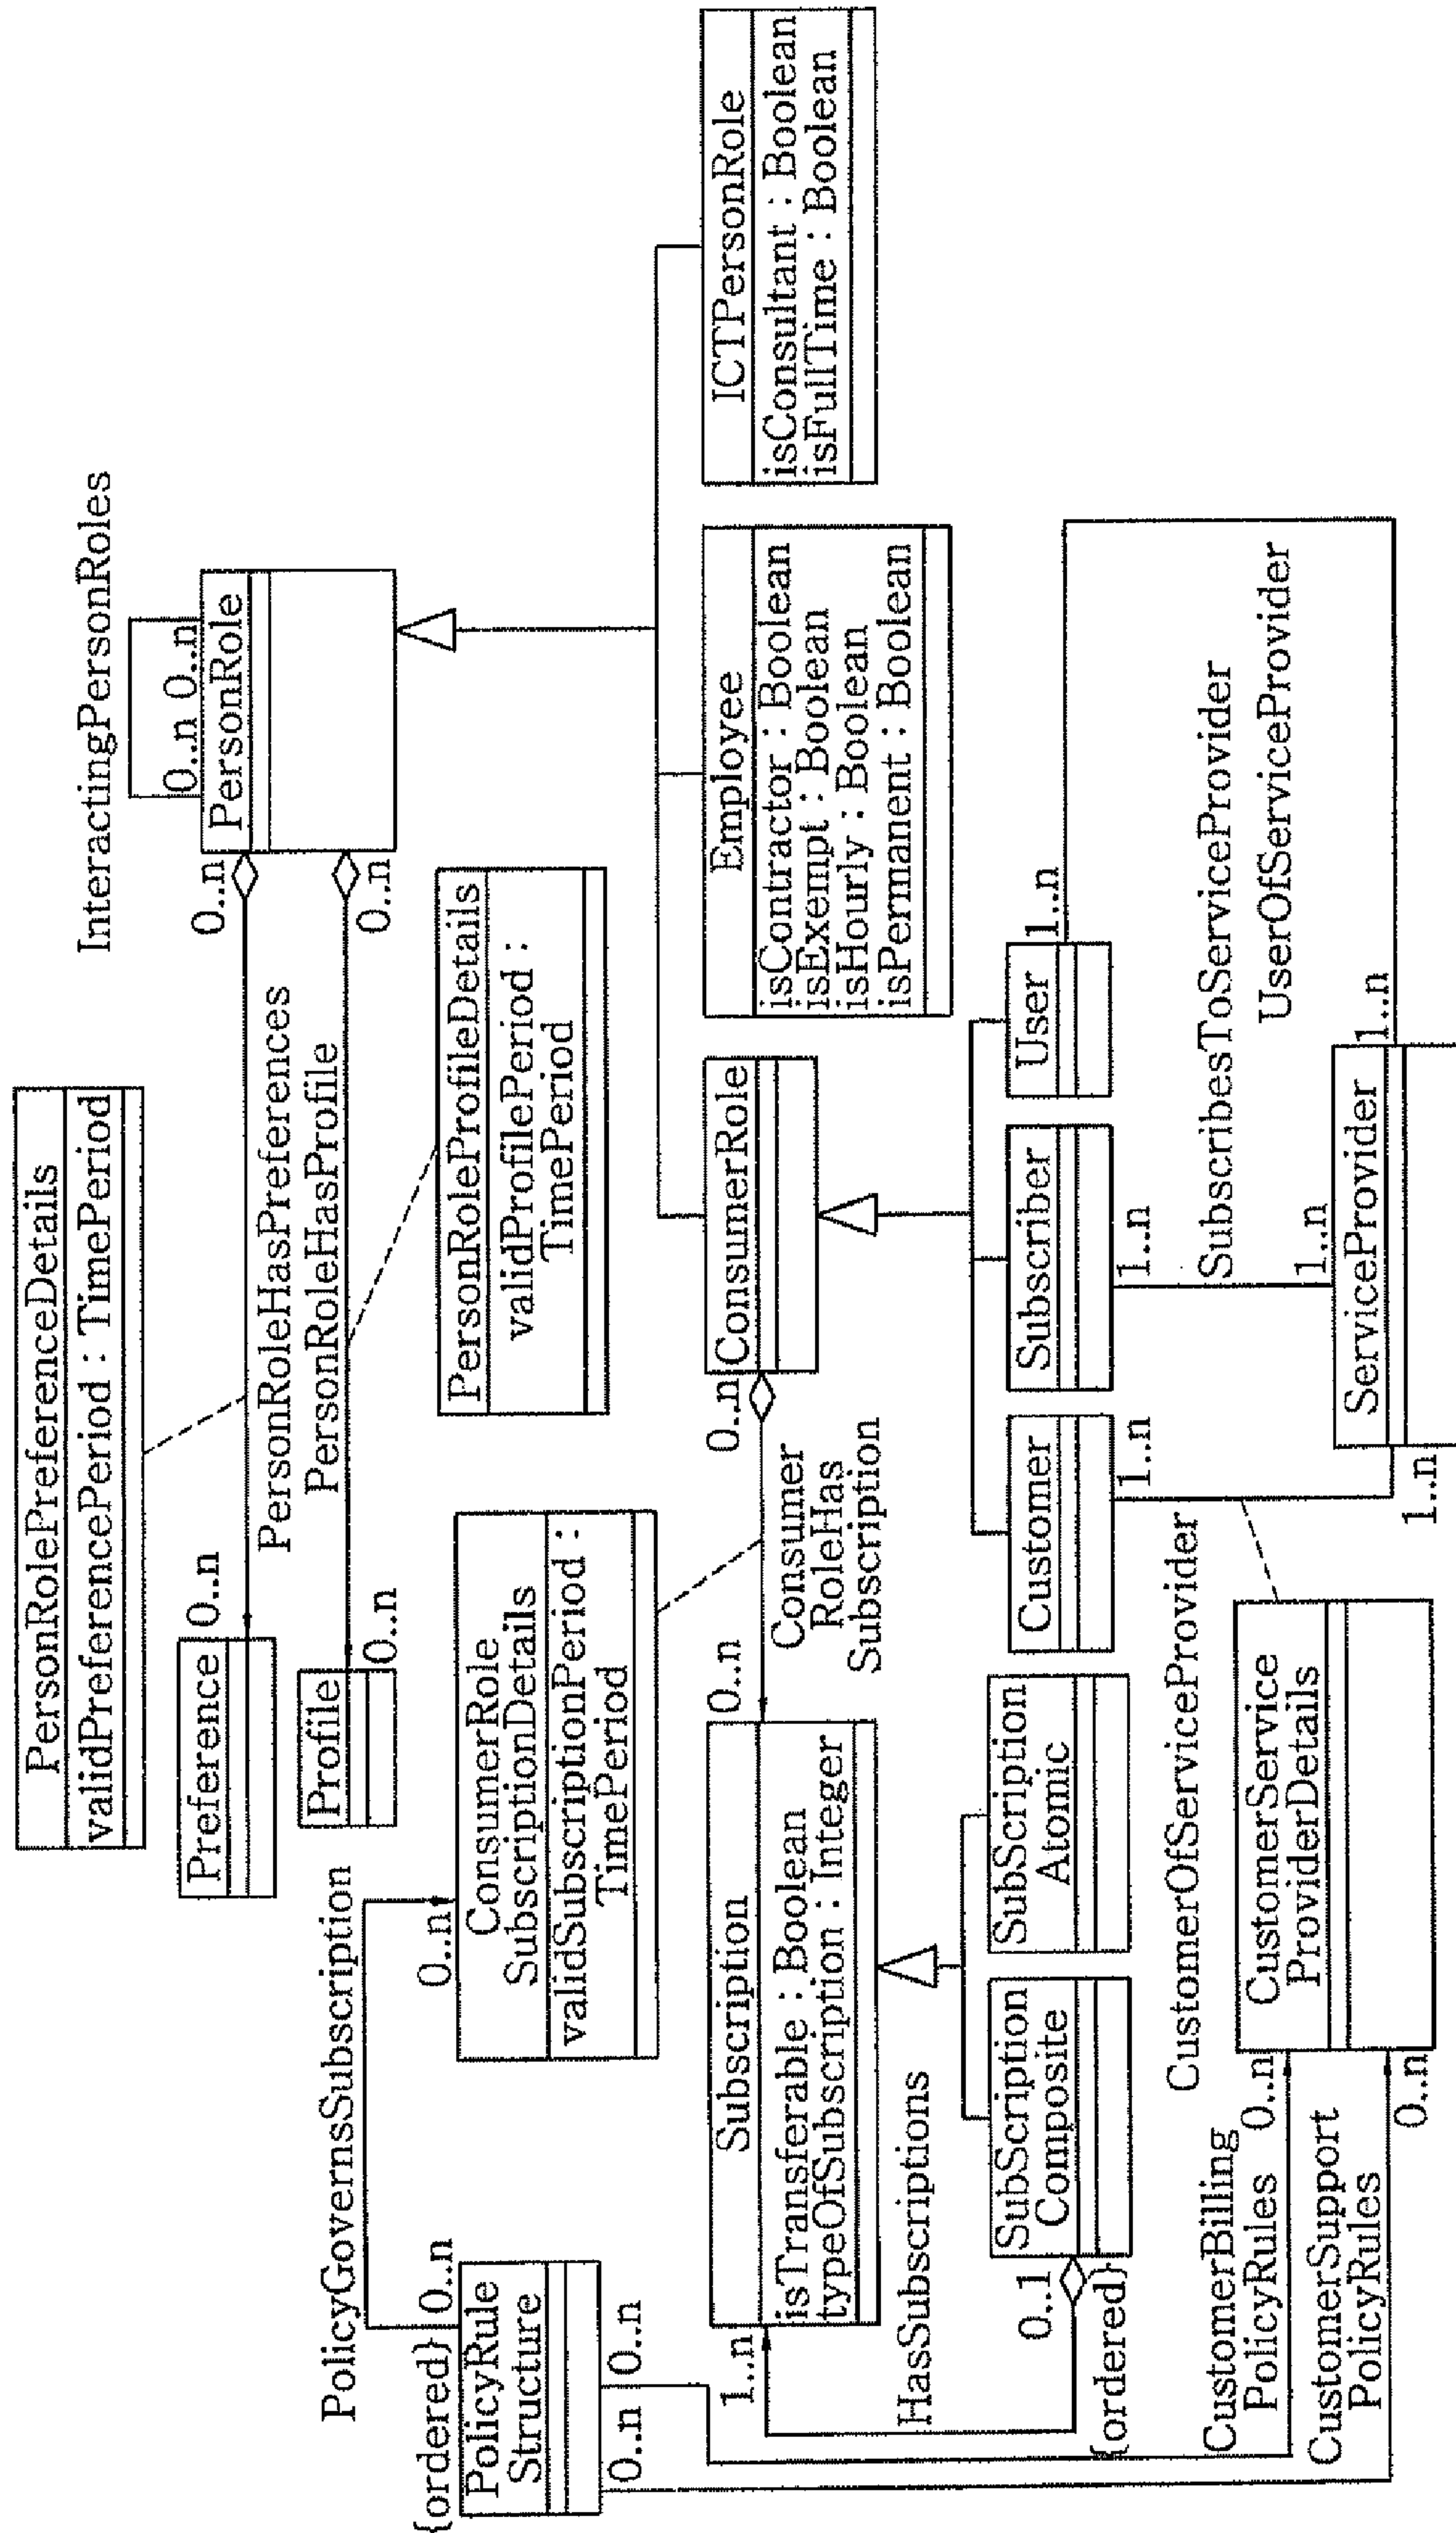 PersonRolePreferenceDetails
validPreferencePeriod : TimePeriod
InteractingPersonRoles
0..n 0..n
PersonRole
0..n
0..n
Preference
0..n
PersonRoleHasPreferences
PersonRoleHasProfile
Profile
0..n
PersonRoleProfileDetails
validProfilePeriod :
TimePeriod
PolicyGovernsSubscription
{ordered}
0..n
PolicyRule
Structure
0..n
0..n
0..n
ConsumerRole
SubscriptionDetails
validSubscriptionPeriod :
TimePeriod
Subscription
isTransferable : Boolean
typeOfSubscription : Integer
1..n
0..n
Consumer
RoleHas
Subscription
0..n
ConsumerRole
Employee
isContractor : Boolean
isExempt : Boolean
isHourly : Boolean
isPermanent : Boolean
ICTPersonRole
isConsultant : Boolean
isFullTime : Boolean
HasSubscriptions
0..1
{ordered}
SubScription
Composite
SubScription
Atomic
Customer
1..n
Subscriber
1..n
User
1..n
CustomerOfServiceProvider
SubscribesToServiceProvider
UserOfServiceProvider
CustomerBilling
PolicyRules
0..n
CustomerSupport
PolicyRules
0..n
CustomerService
ProviderDetails
1..n
1..n
1..n
ServiceProvider